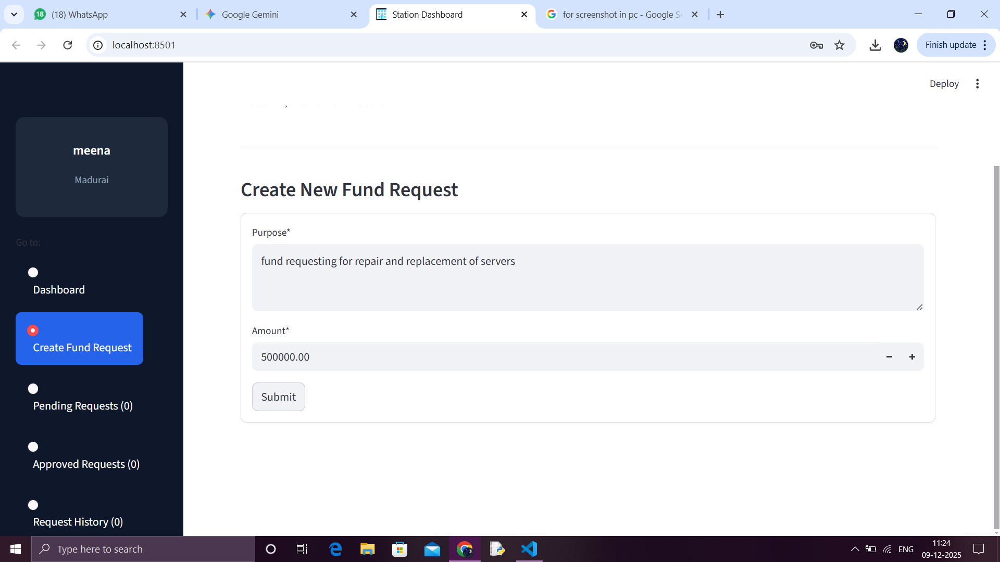 (18) WhatsApp
Google Gemini
Station Dashboard
for screenshot in pc - Google Se
localhost:8501
Finish update
Deploy
meena
Madurai
Go to:
Dashboard
Create Fund Request
Pending Requests (0)
Approved Requests (0)
Request History (0)
Create New Fund Request
Purpose*
fund requesting for repair and replacement of servers
Amount*
500000.00
Submit
Type here to search
ENG
11:24
09-12-2025